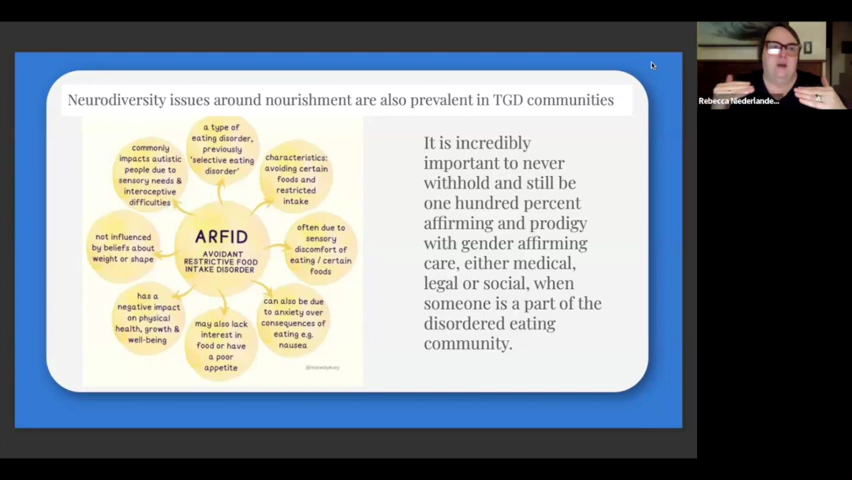 Neurodiversity issues around nourishment are also prevalent in TGD communities
Rebecca Niederlande...
a type of
eating disorder,
previously
'selective eating
disorder'
characteristics:
avoiding certain
foods and
restricted
intake
often due to
sensory
discomfort of
eating / certain
foods
can also be due
to anxiety over
consequences of
eating e.g.
nausea
may also lack
interest in
food or have
a poor
appetite
has a
negative impact
on physical
health, growth &
well-being
not influenced
by beliefs about
weight or shape
commonly
impacts autistic
people due to
sensory needs &
interoceptive
difficulties
ARFID
AVOIDANT
RESTRICTIVE FOOD
INTAKE DISORDER
It is incredibly
important to never
withhold and still be
one hundred percent
affirming and prodigy
with gender affirming
care, either medical,
legal or social, when
someone is a part of the
disordered eating
community.